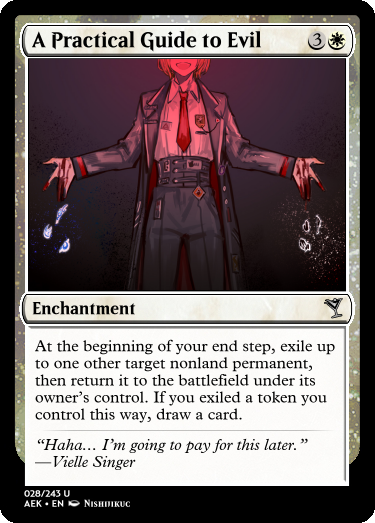 A Practical Guide to Evil 3
Enchantment
At the beginning of your end step, exile up
to one other target nonland permanent,
then return it to the battlefield under its
owner's control. If you exiled a token you
control this way, draw a card.
“Haha… I'm going to pay for this later.”
—Vielle Singer
028/243 U
AEK • EN Nishijikuc